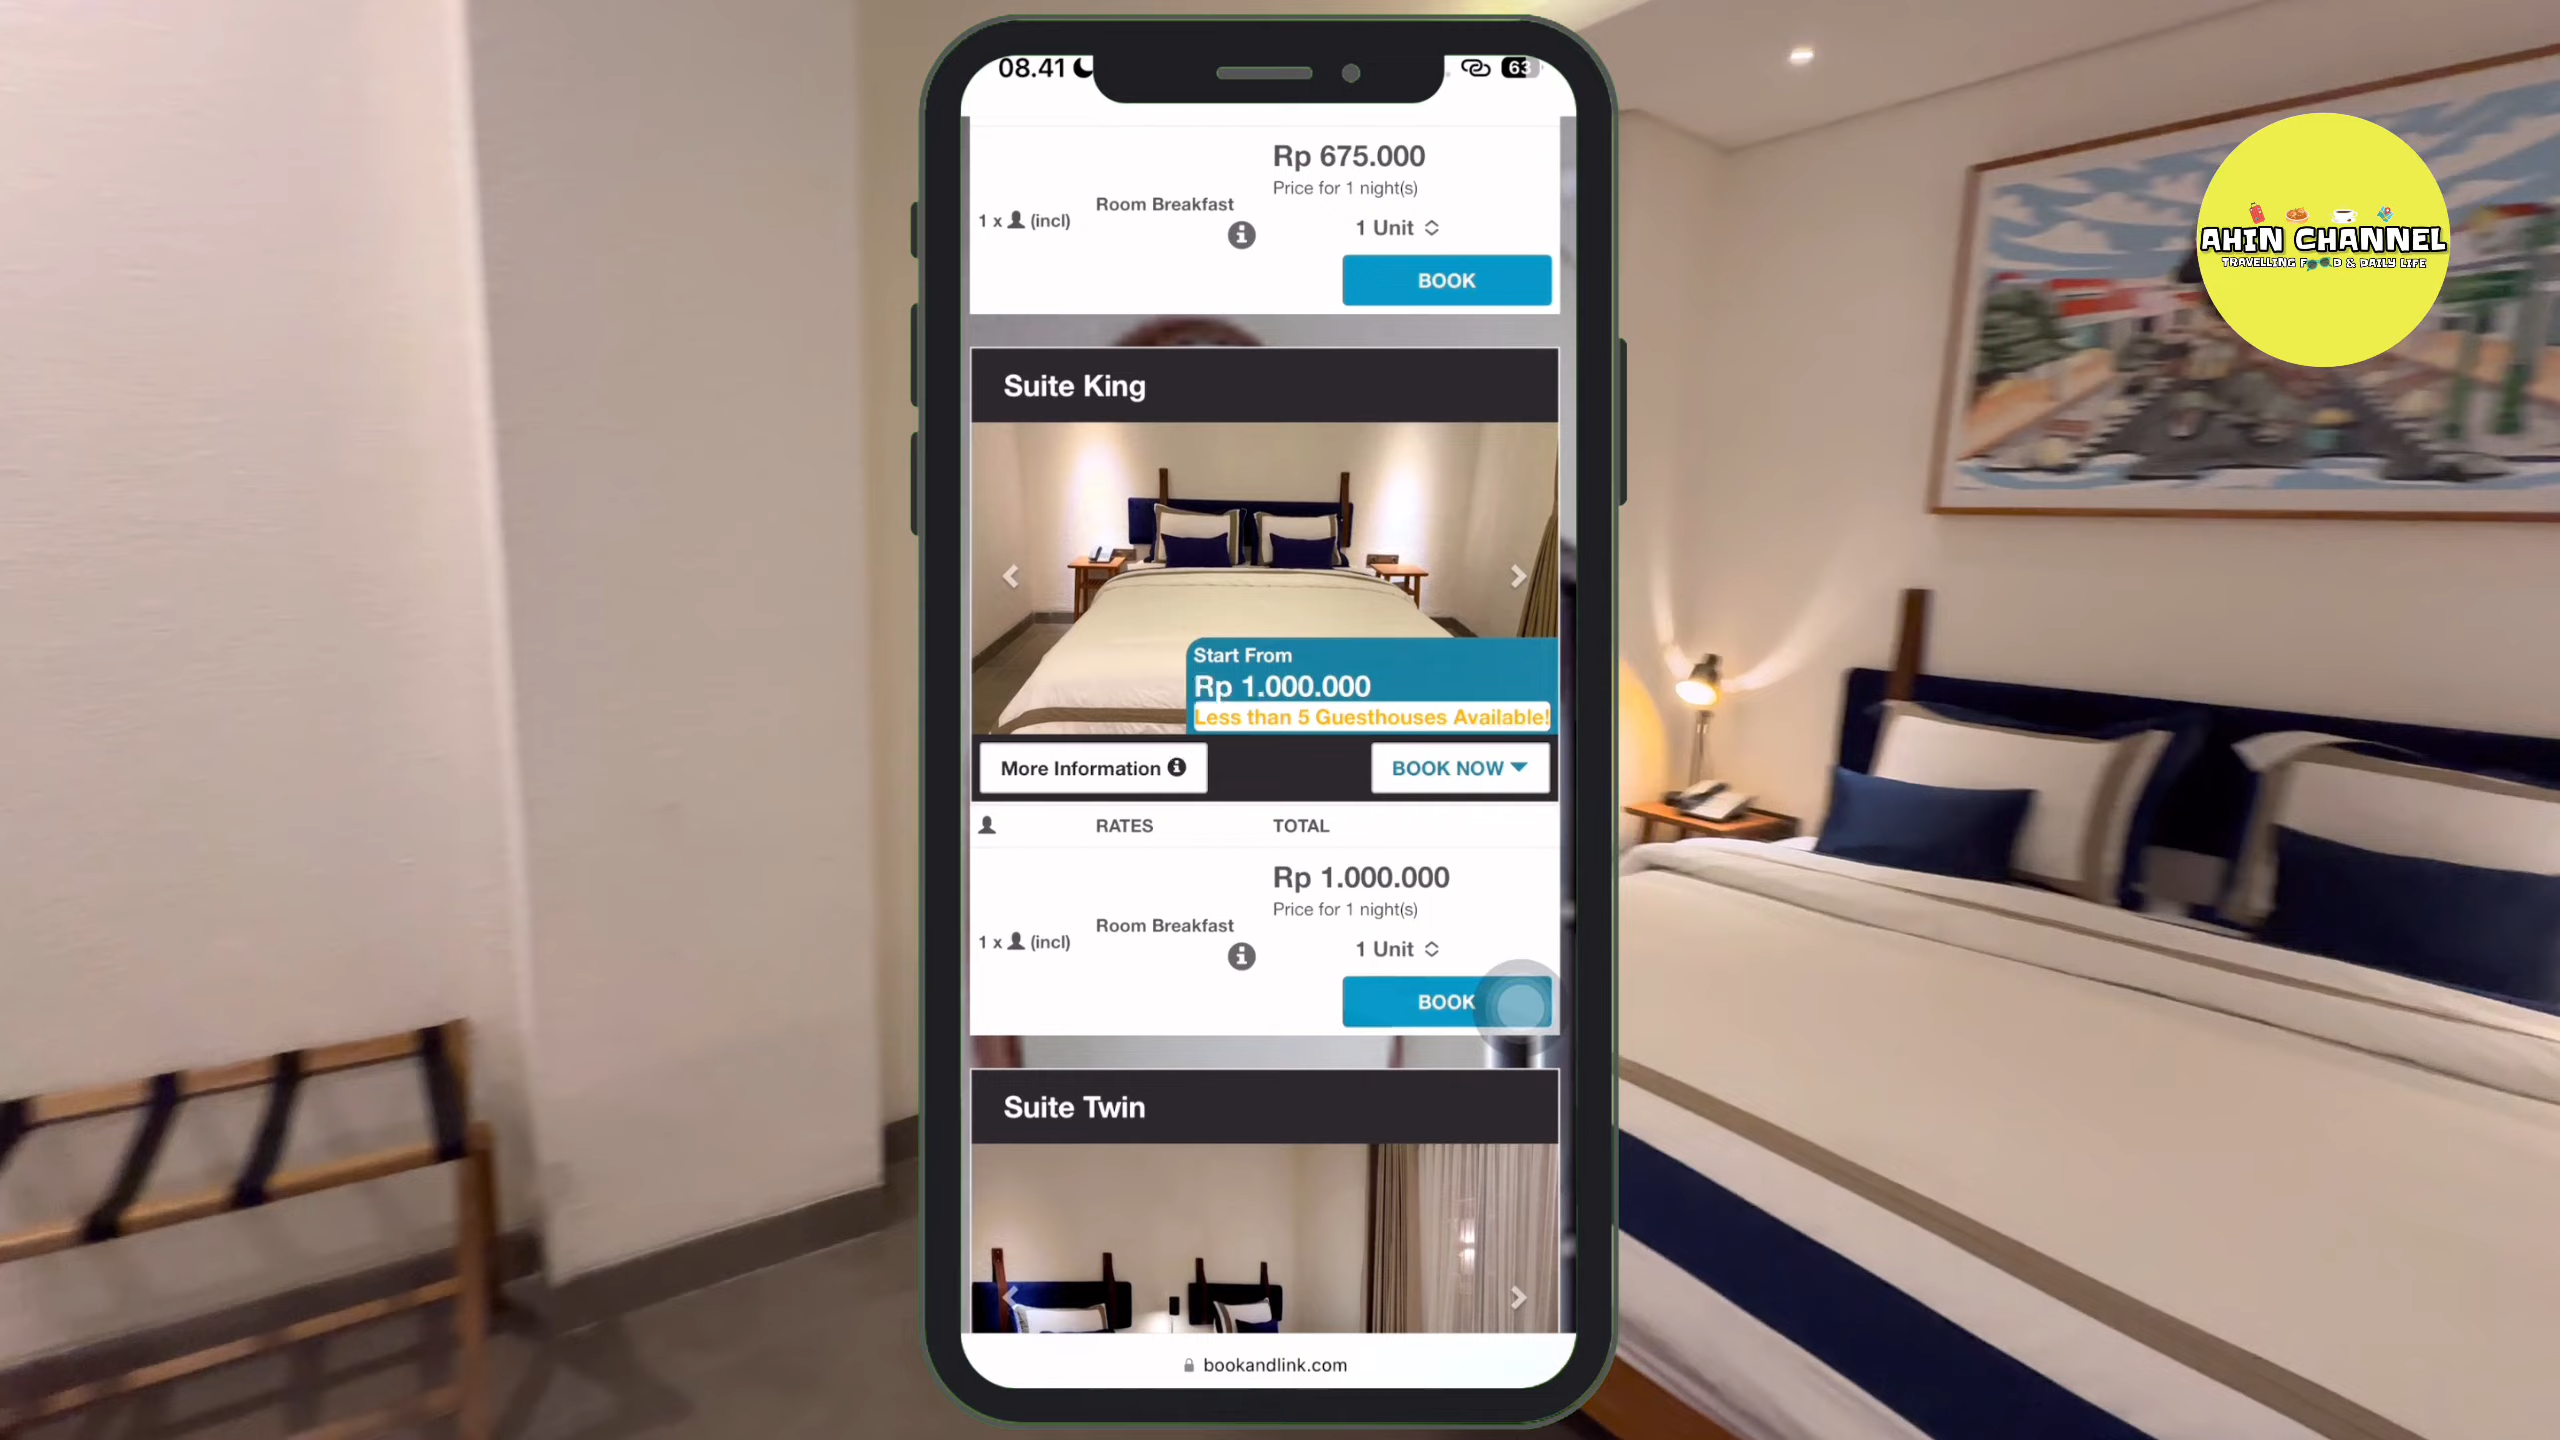 08.41
63
Rp 675.000
Price for 1 night(s)
Room Breakfast
1 x (incl)
1 Unit
BOOK
Suite King
Start From
Rp 1.000.000
Less than 5 Guesthouses Available!
More Information
BOOK NOW
RATES TOTAL
Rp 1.000.000
Price for 1 night(s)
Room Breakfast
1 x (incl)
1 Unit
BOOK
Suite Twin
bookandlink.com
AHIN CHANNEL
TRAVELLING FOOD & DAILY LIFE